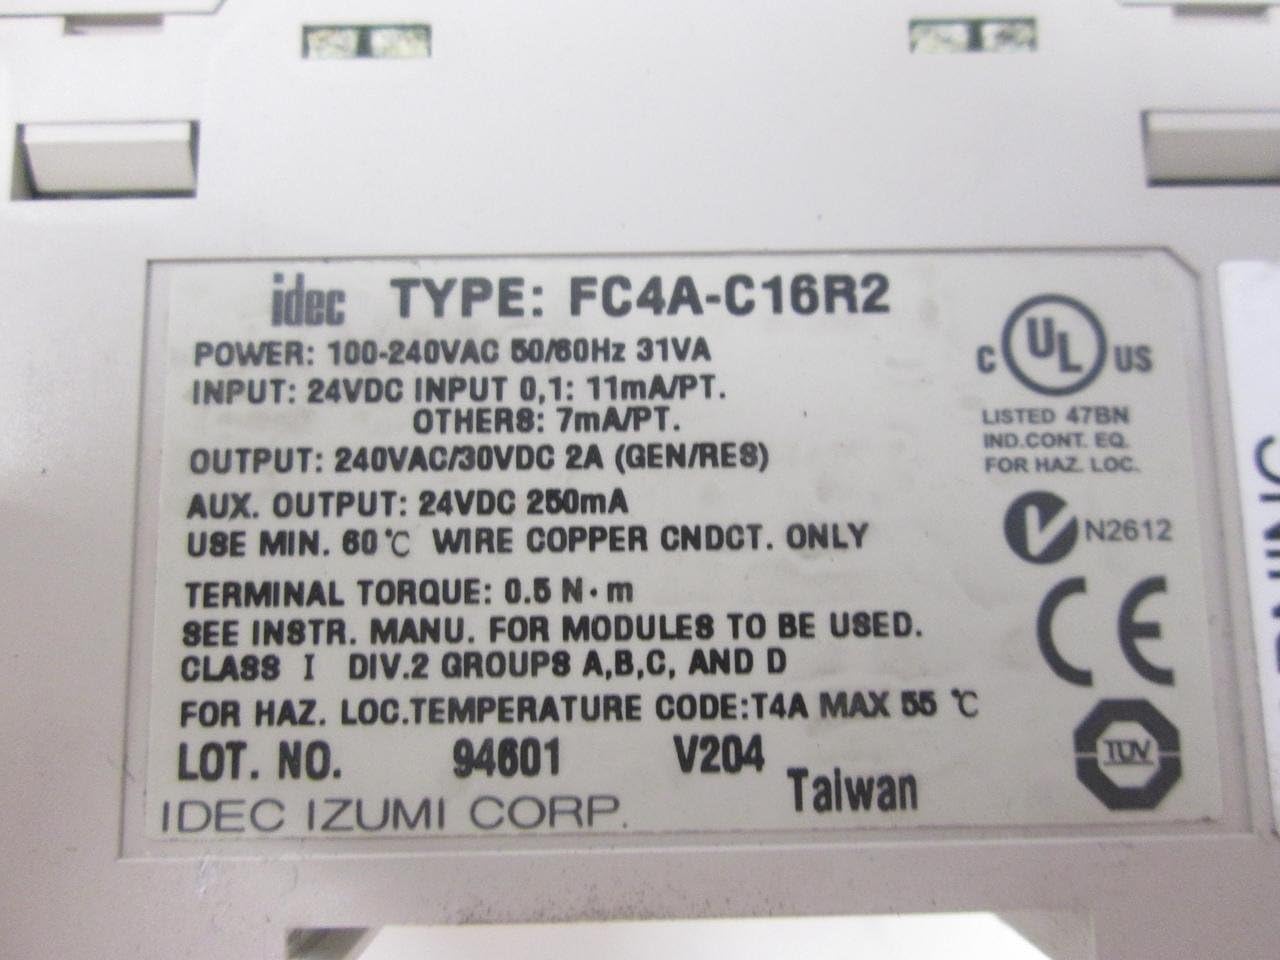 idec TYPE: FC4A-C16R2
POWER: 100-240VAC 50/60Hz 31VA
INPUT: 24VDC INPUT 0,1: 11mA/PT.
OTHERS: 7mA/PT.
OUTPUT: 240VAC/30VDC 2A (GEN/RES)
AUX. OUTPUT: 24VDC 250mA
USE MIN. 60℃ WIRE COPPER CNDCT. ONLY
TERMINAL TORQUE: 0.5 N·m
SEE INSTR. MANU. FOR MODULES TO BE USED.
CLASS I DIV.2 GROUPS A,B,C, AND D
FOR HAZ. LOC.TEMPERATURE CODE:T4A MAX 55 ℃
LOT. NO. 94601 V204
Taiwan
IDEC IZUMI CORP.
C UL US
LISTED 47BN
IND.CONT. EQ.
FOR HAZ. LOC.
N2612
CE
TÜV